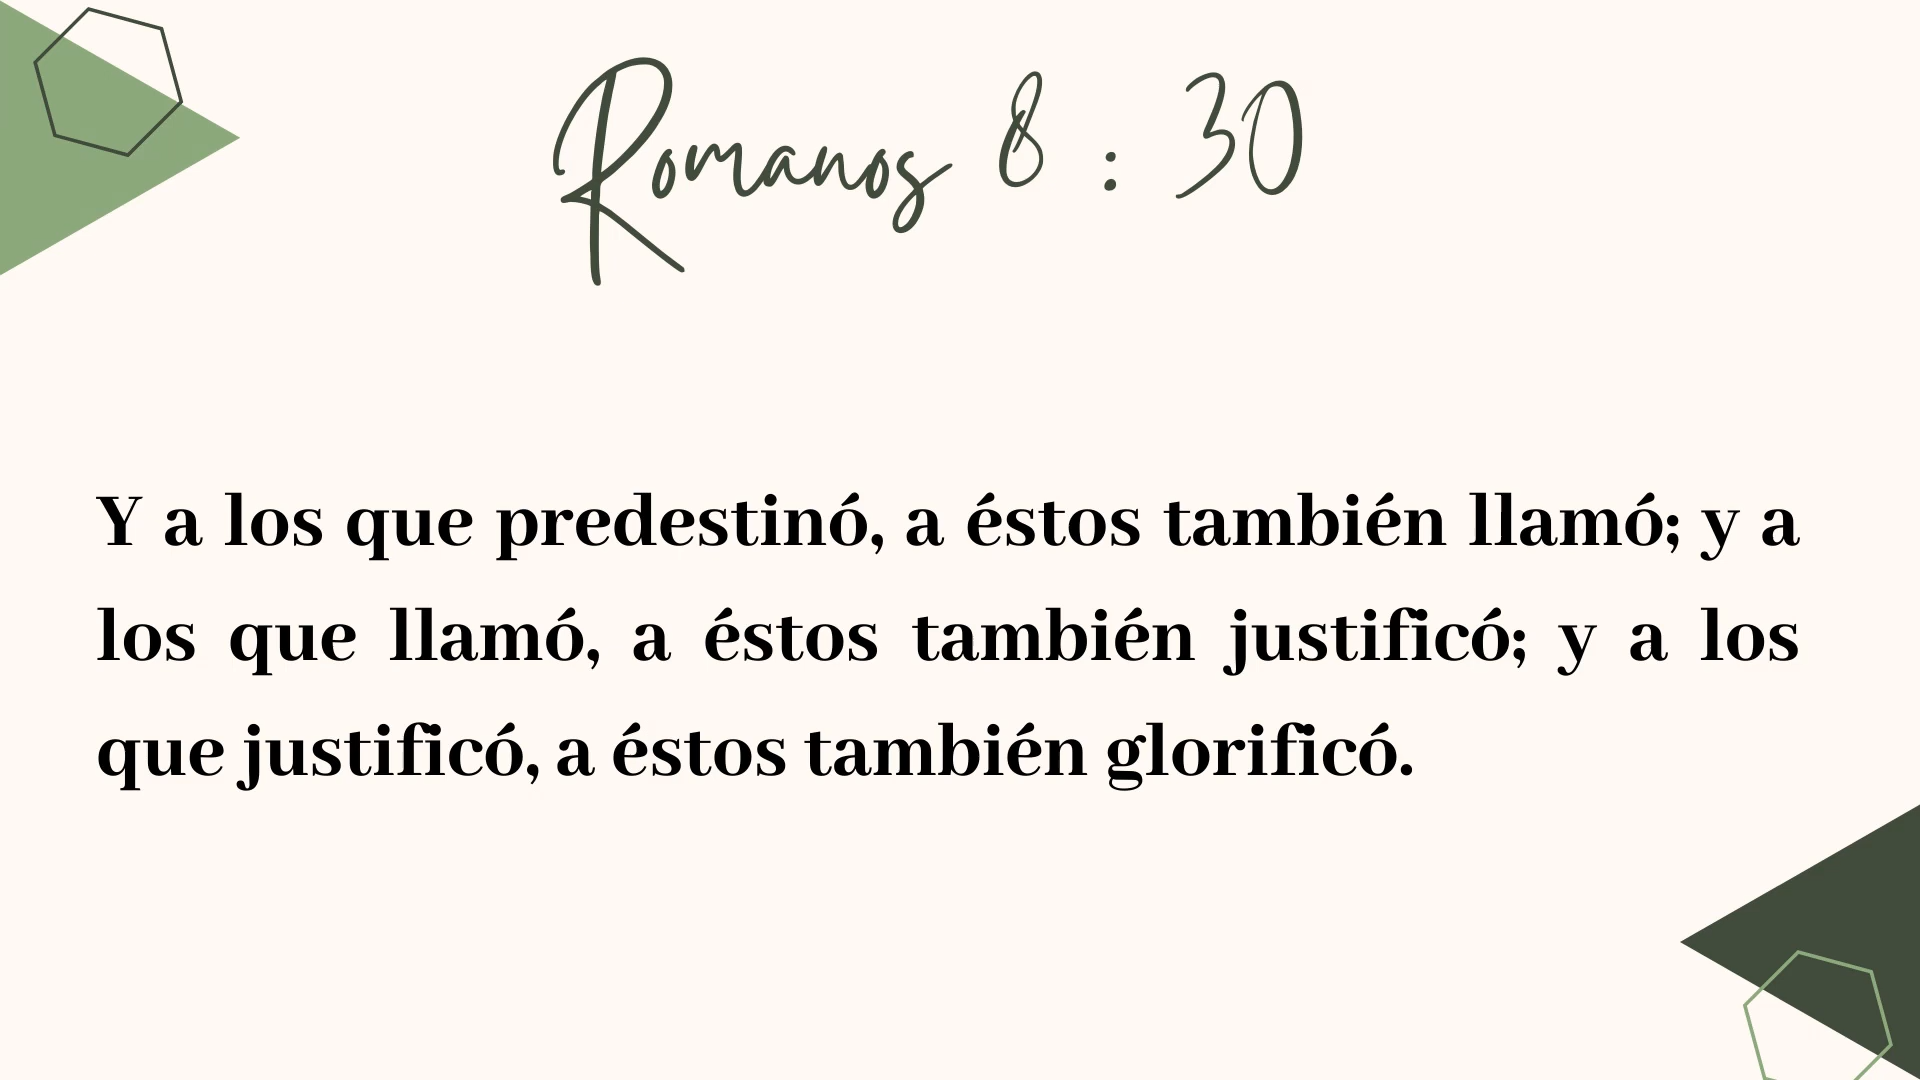 Romanos 8 : 30
Y a los que predestinó, a éstos también llamó; y a
los que llamó, a éstos también justificó; y a los
que justificó, a éstos también glorificó.